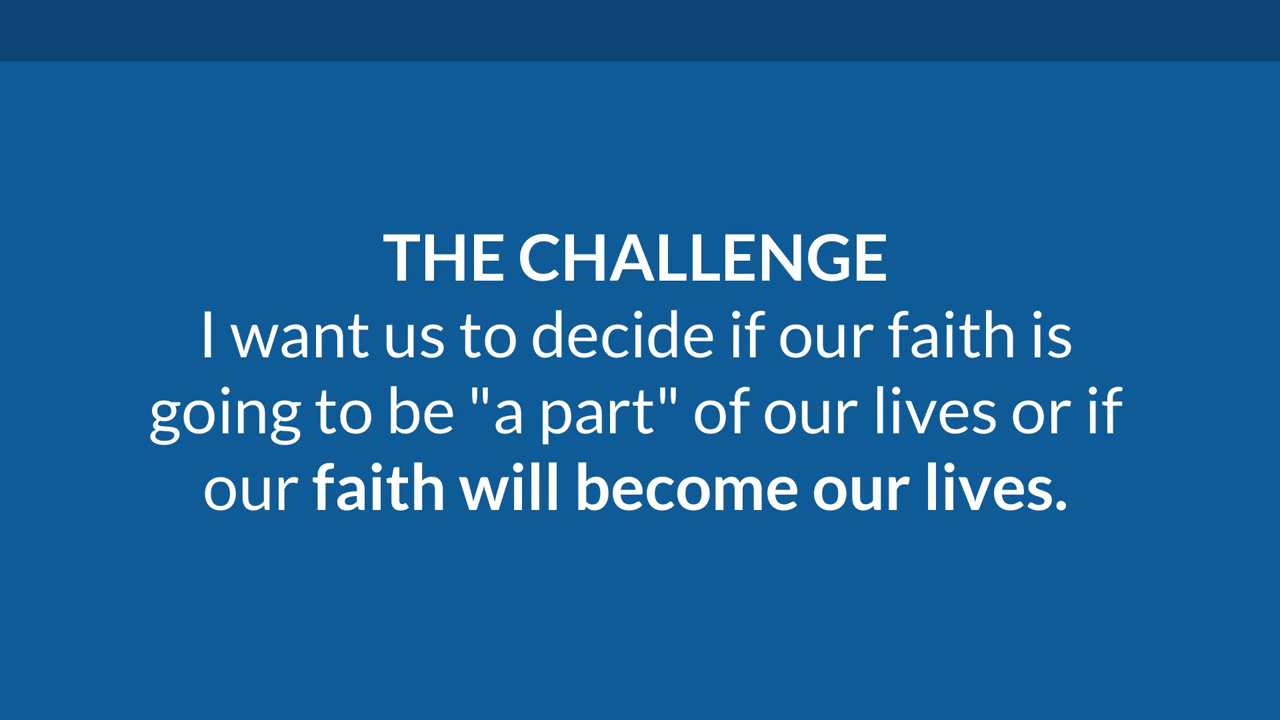 THE CHALLENGE
I want us to decide if our faith is
going to be "a part" of our lives or if
our faith will become our lives.